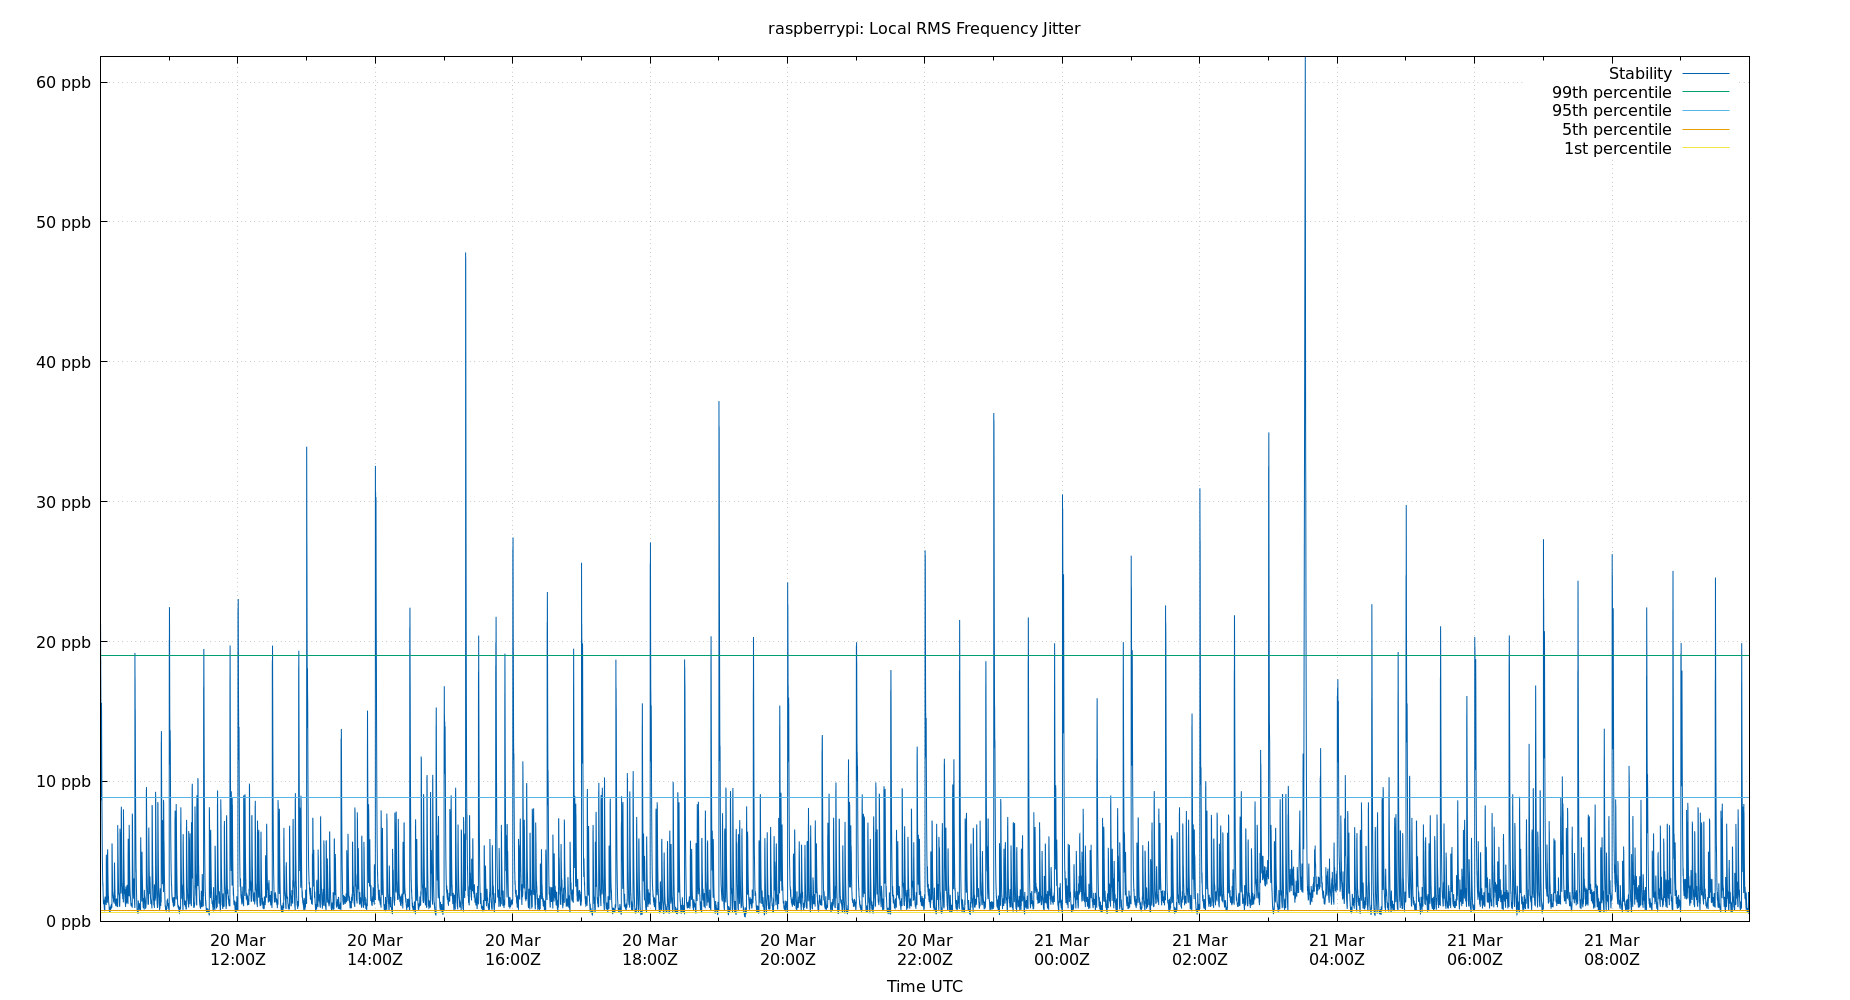 raspberrypi: Local RMS Frequency Jitter
60 ppb
50 ppb
40 ppb
30 ppb
20 ppb
10 ppb
0 ppb
Stability
99th percentile
95th percentile
5th percentile
1st percentile
20 Mar 20 Mar 20 Mar 20 Mar 20 Mar 20 Mar 21 Mar 21 Mar 21 Mar 21 Mar 21 Mar
12:00Z 14:00Z 16:00Z 18:00Z 20:00Z 22:00Z 00:00Z 02:00Z 04:00Z 06:00Z 08:00Z
Time UTC